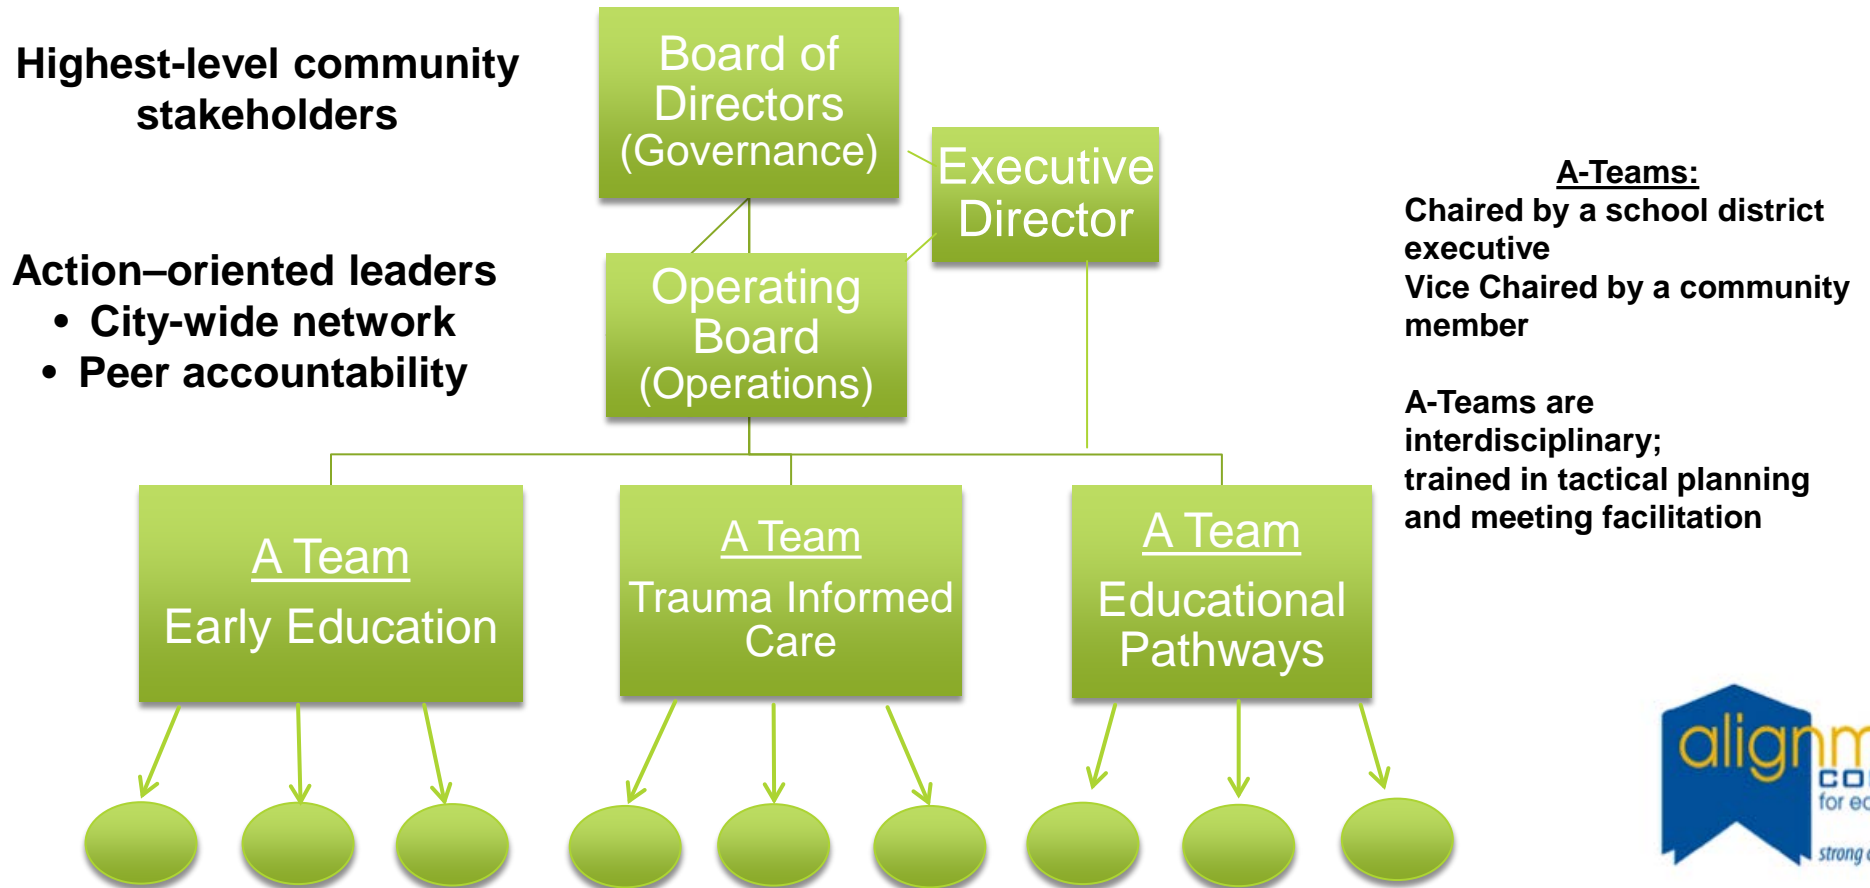 Highest-level community
stakeholders
Board of
Directors
(Governance)
Executive
Director
Action–oriented leaders
• City-wide network
• Peer accountability
Operating
Board
(Operations)
A-Teams:
Chaired by a school district
executive
Vice Chaired by a community
member
A-Teams are
interdisciplinary;
trained in tactical planning
and meeting facilitation
A Team
Early Education
A Team
Trauma Informed
Care
A Team
Educational
Pathways
for
strong